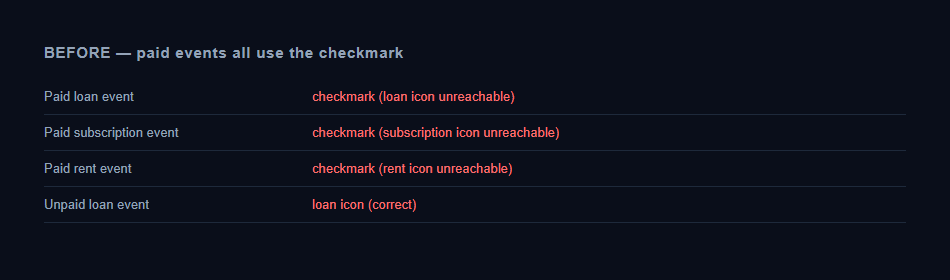 BEFORE — paid events all use the checkmark
Paid loan event checkmark (loan icon unreachable)
Paid subscription event checkmark (subscription icon unreachable)
Paid rent event checkmark (rent icon unreachable)
Unpaid loan event loan icon (correct)